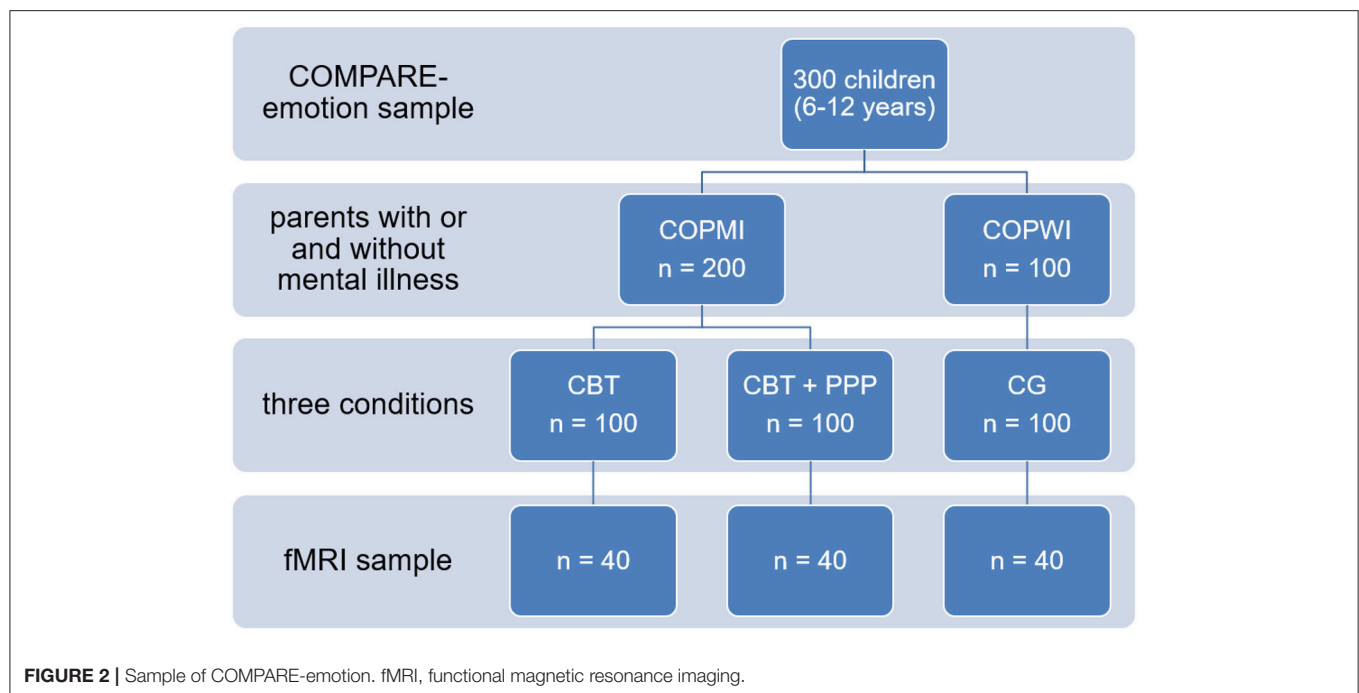 COMPARE-
emotion sample
300 children
(6-12 years)
parents with or
and without
mental illness
COPMI
n = 200
COPWI
n = 100
three conditions
CBT
n = 100
CBT + PPP
n = 100
CG
n = 100
fMRI sample
n = 40
n = 40
n = 40
FIGURE 2 | Sample of COMPARE-emotion. fMRI, functional magnetic resonance imaging.